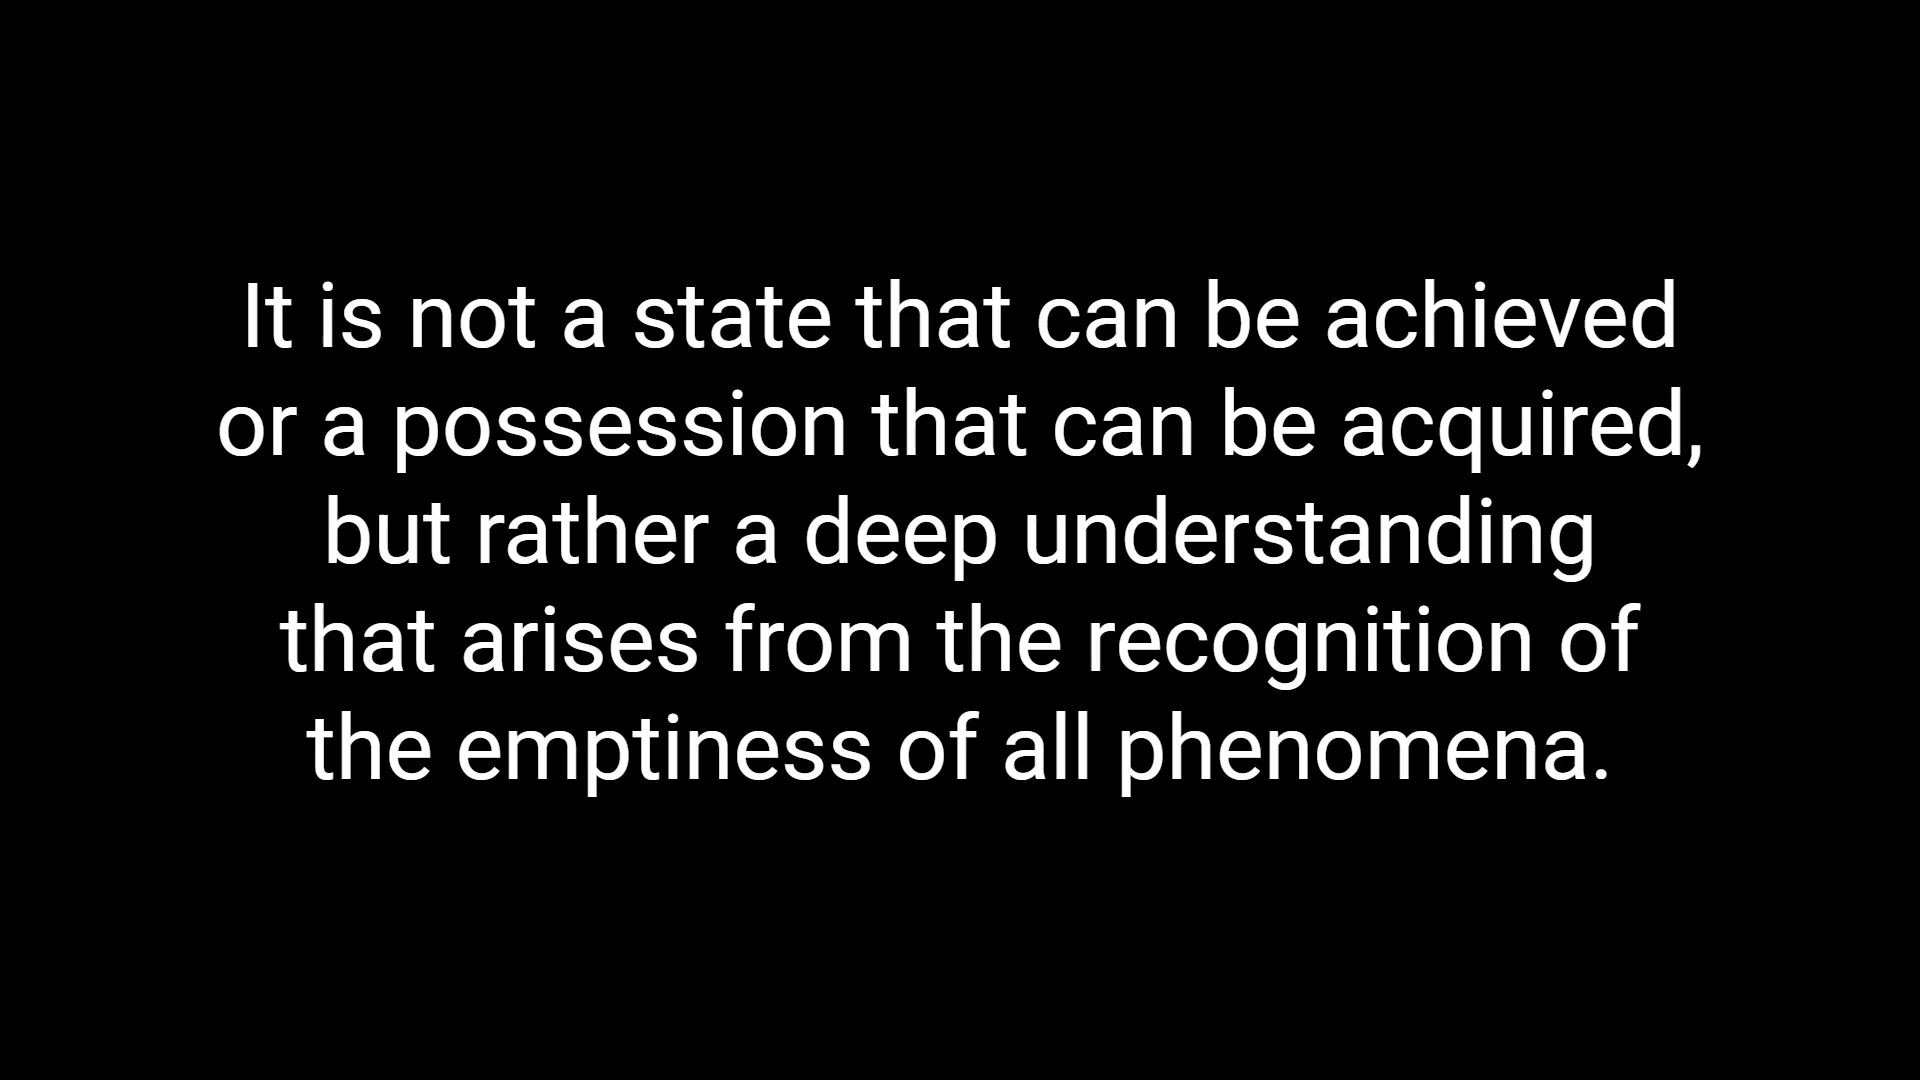 It is not a state that can be achieved
or a possession that can be acquired,
but rather a deep understanding
that arises from the recognition of
the emptiness of all phenomena.